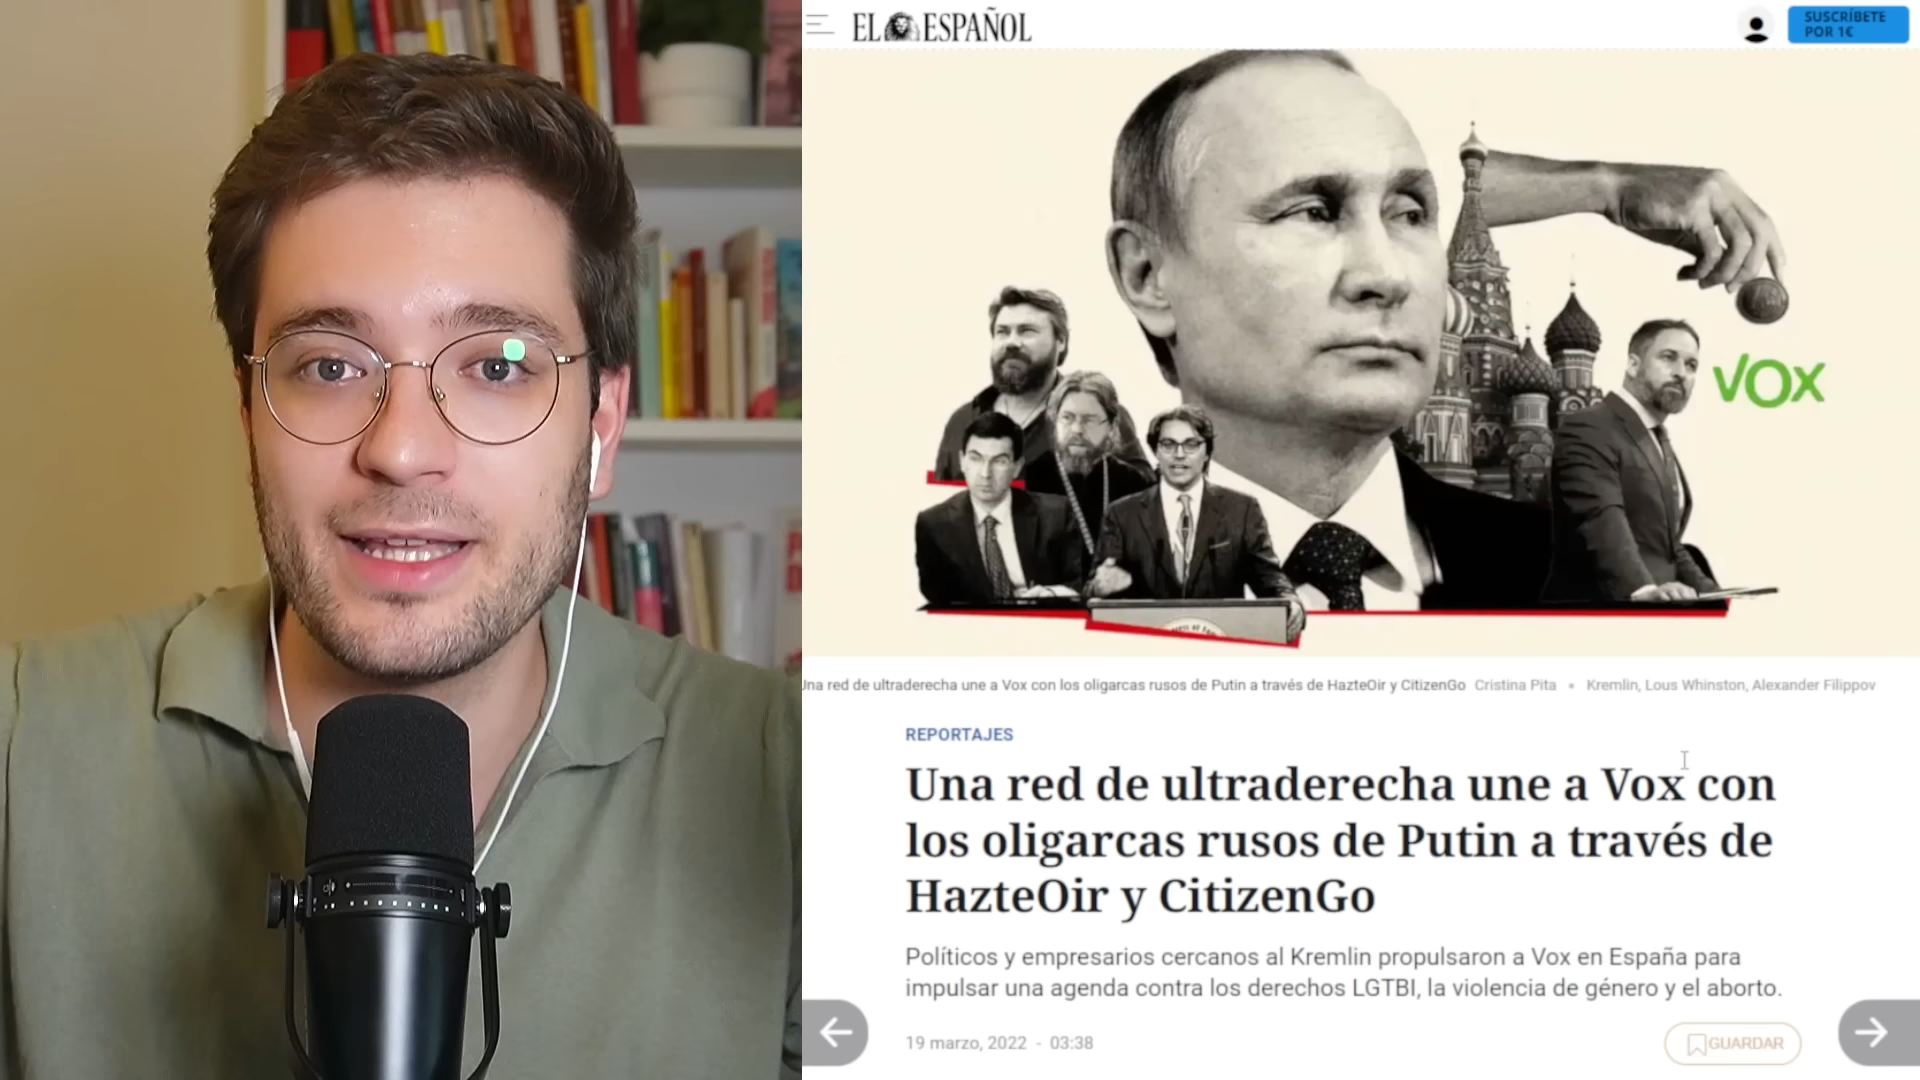 EL ESPAÑOL
SUSCRÍBETE
POR 1€
VOX
Una red de ultraderecha une a Vox con los oligarcas rusos de Putin a través de HazteOir y CitizenGo Cristina Pita • Kremlin, Lous Whinston, Alexander Filippov
REPORTAJES
Una red de ultraderecha une a Vox con
los oligarcas rusos de Putin a través de
HazteOir y CitizenGo
Políticos y empresarios cercanos al Kremlin propulsaron a Vox en España para
impulsar una agenda contra los derechos LGTBI, la violencia de género y el aborto.
19 marzo, 2022 - 03:38
GUARDAR